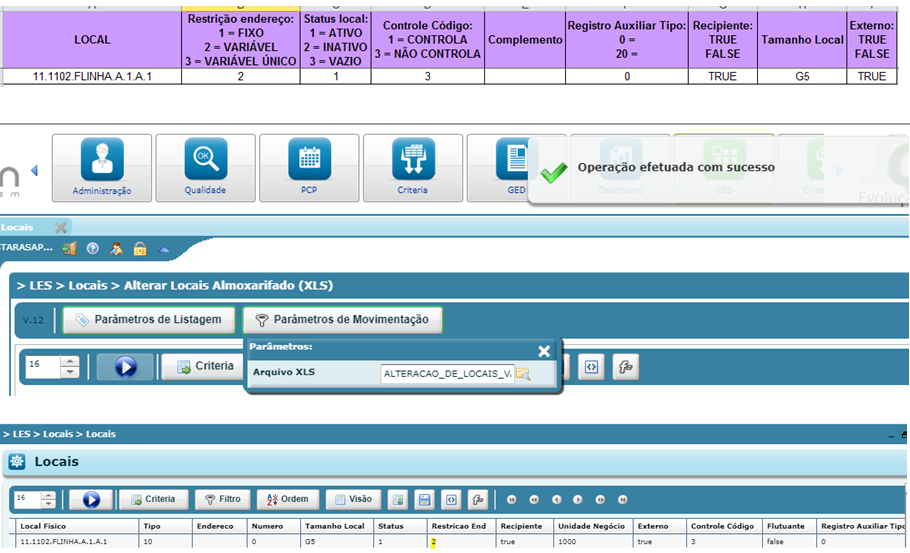 LOCAL
Restrição endereço:
1 = FIXO
2 = VARIÁVEL
3 = VARIÁVEL ÚNICO
Status local:
1 = ATIVO
2 = INATIVO
3 = VAZIO
Controle Código:
1 = CONTROLA
3 = NÃO CONTROLA
Complemento
Registro Auxiliar Tipo:
0 =
20 =
Recipiente:
TRUE
FALSE
Tamanho Local
Externo:
TRUE
FALSE
11.1102.FLINHA.A.1.A.1 2 1 3 0 TRUE G5 TRUE
Operação efetuada com sucesso
Administração Qualidade PCP Criteria GED Dashboard LES Crite
Evoluç
Locais
TARASAP...
> LES > Locais > Alterar Locais Almoxarifado (XLS)
V.12 Parâmetros de Listagem Parâmetros de Movimentação
Parâmetros:
16 Criteria
Arquivo XLS ALTERACAO_DE_LOCAIS_V
> LES > Locais > Locais
Locais
16 Criteria Filtro Ordem Visão
Local Fisico Tipo Endereco Numero Tamanho Local Status Restricao End Recipiente Unidade Negócio Externo Controle Código Flutuante Registro Auxiliar Tipo
11.1102.FLINHA.A.1.A.1 10 0 G5 1 2 true 1000 true 3 false 0